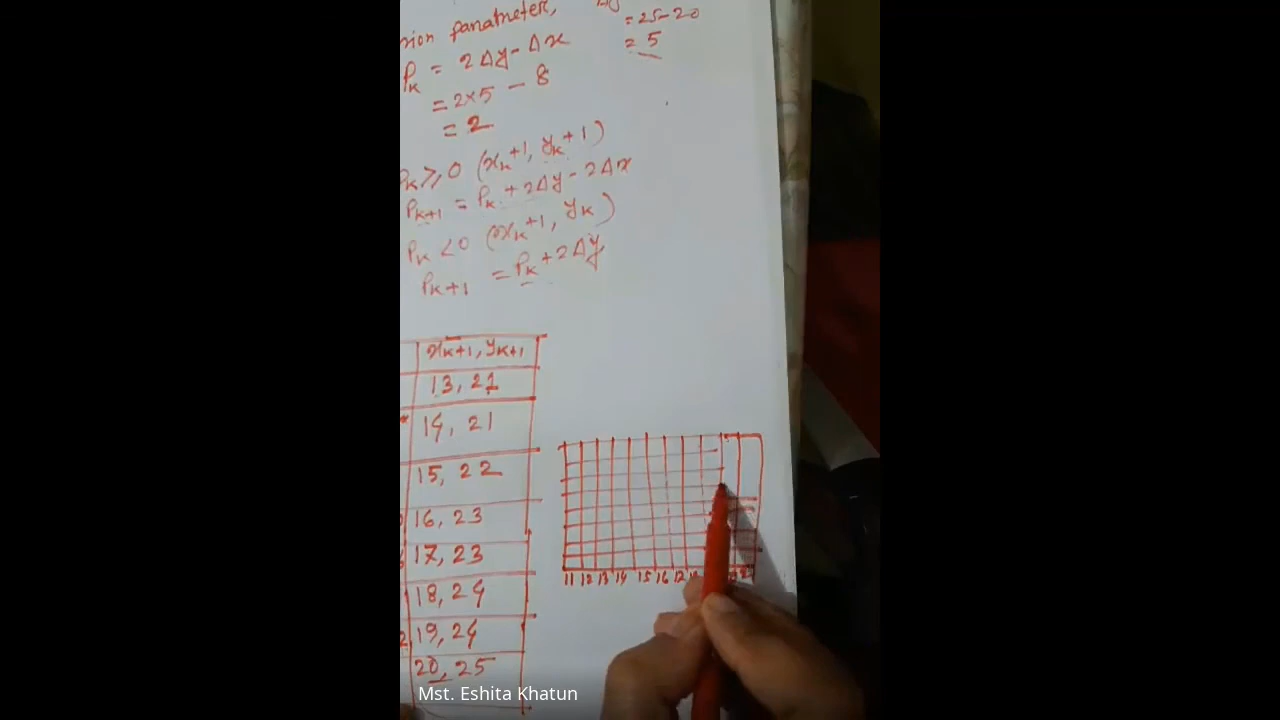 panameter,
= 25-20
= 5
Pk = 2Δy-Δx
= 2×5 - 8
= 2
Pk ≥ 0 (xk+1, yk+1)
Pk+1 = Pk + 2Δy - 2Δx
Pk < 0 (xk+1, yk)
Pk+1 = Pk + 2Δy
xk+1, yk+1
13, 21
14, 21
15, 22
16, 23
17, 23
18, 24
19, 24
20, 25
11 12 13 14 15 16 17
Mst. Eshita Khatun